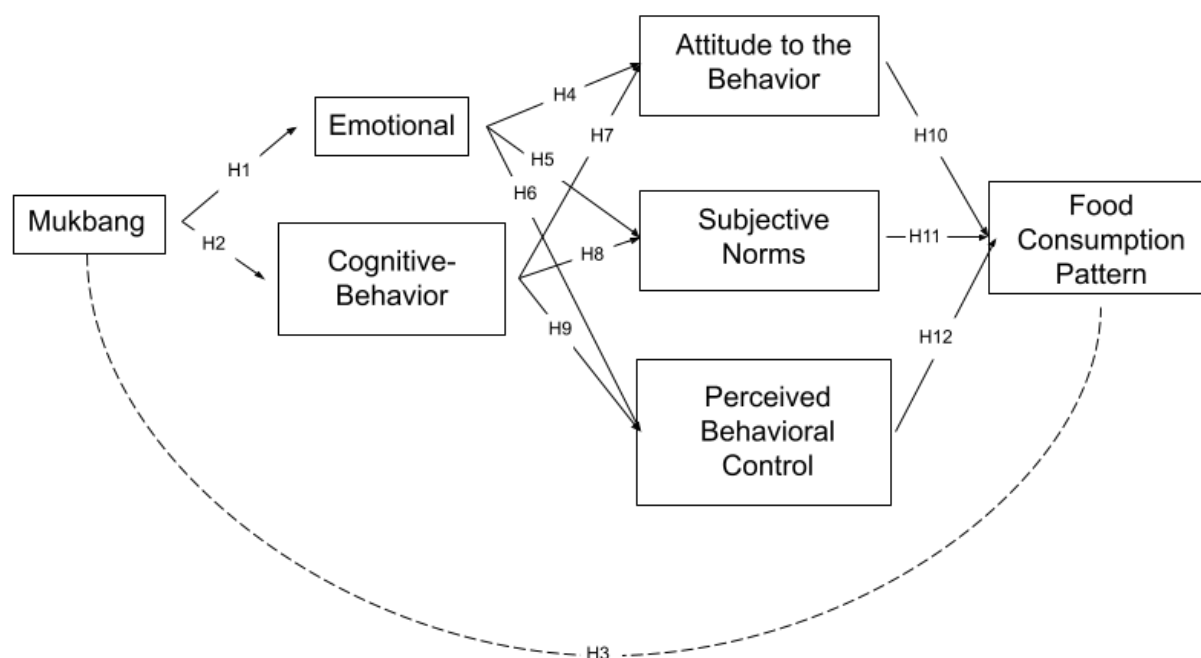 Attitude to the
Behavior
Emotional
H4
H7
H10
H1
H5
H6
Mukbang
H2
Cognitive-
Behavior
H8
H9
Subjective
Norms
H11
Food
Consumption
Pattern
H12
Perceived
Behavioral
Control
H3